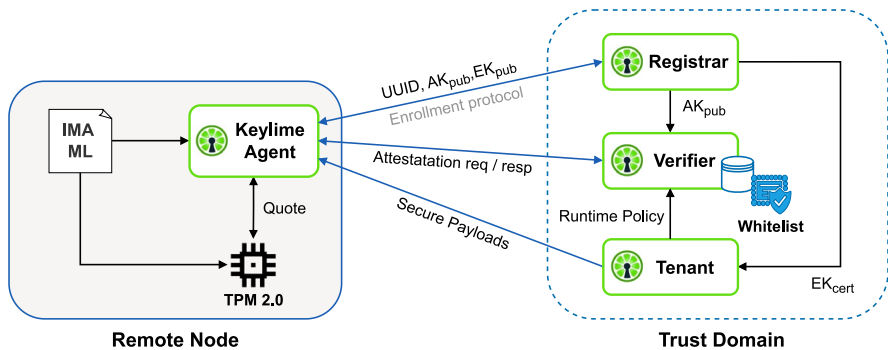 IMA
ML
Keylime
Agent
Quote
TPM 2.0
Remote Node
UUID, AKpub,EKpub
Enrollment protocol
Attestatation req / resp
Secure Payloads
Registrar
AKpub
Verifier
Whitelist
Runtime Policy
Tenant
EKcert
Trust Domain